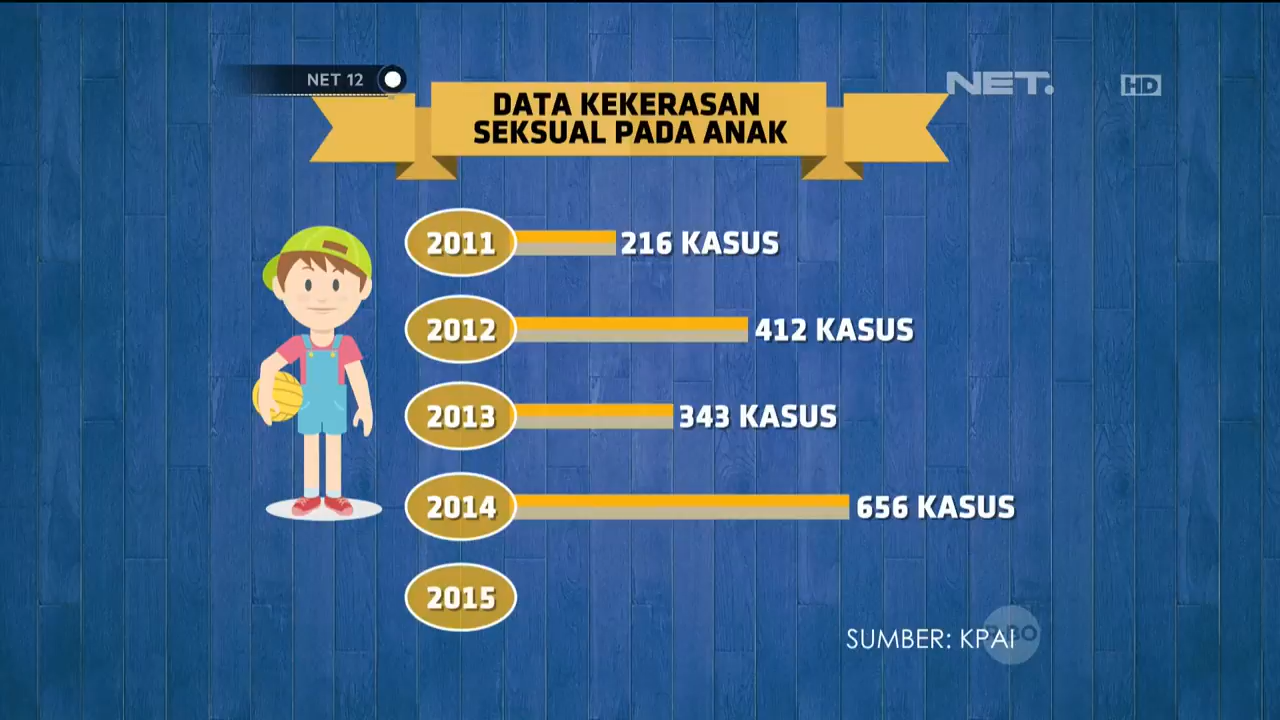 NET 12
NET.
HD
DATA KEKERASAN
SEKSUAL PADA ANAK
2011 216 KASUS
2012 412 KASUS
2013 343 KASUS
2014 656 KASUS
2015
SUMBER: KPAI